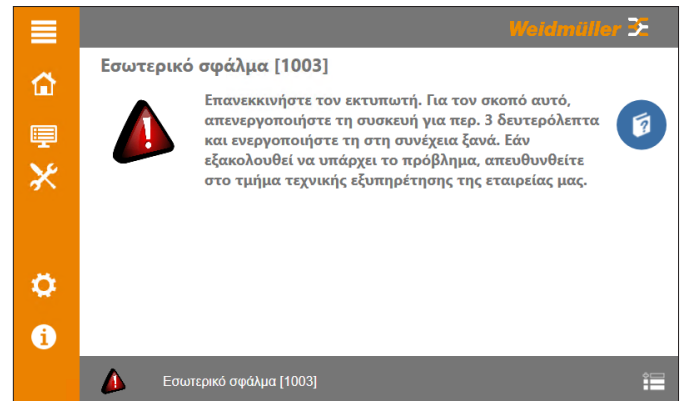 Weidmüller
Εσωτερικό σφάλμα [1003]
Επανεκκινήστε τον εκτυπωτή. Για τον σκοπό αυτό,
απενεργοποιήστε τη συσκευή για περ. 3 δευτερόλεπτα
και ενεργοποιήστε τη στη συνέχεια ξανά. Εάν
εξακολουθεί να υπάρχει το πρόβλημα, απευθυνθείτε
στο τμήμα τεχνικής εξυπηρέτησης της εταιρείας μας.
Εσωτερικό σφάλμα [1003]